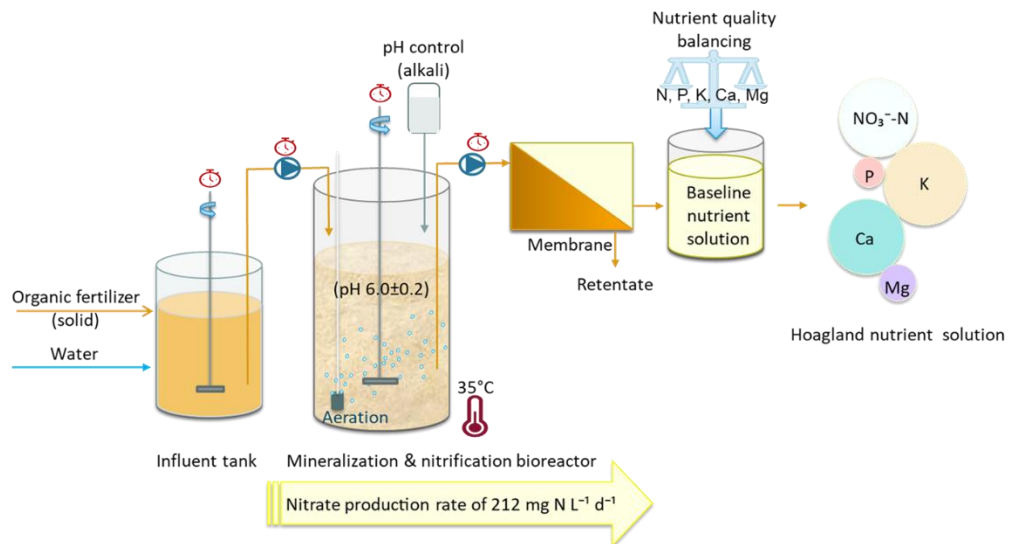 Nutrient quality
balancing
pH control
(alkali)
N, P, K, Ca, Mg
NO₃⁻-N
P
K
Baseline
nutrient
solution
Membrane
Ca
Retentate
Mg
(pH 6.0±0.2)
Organic fertilizer
(solid)
Hoagland nutrient solution
Water
35°C
Aeration
Influent tank
Mineralization & nitrification bioreactor
Nitrate production rate of 212 mg N L⁻¹ d⁻¹